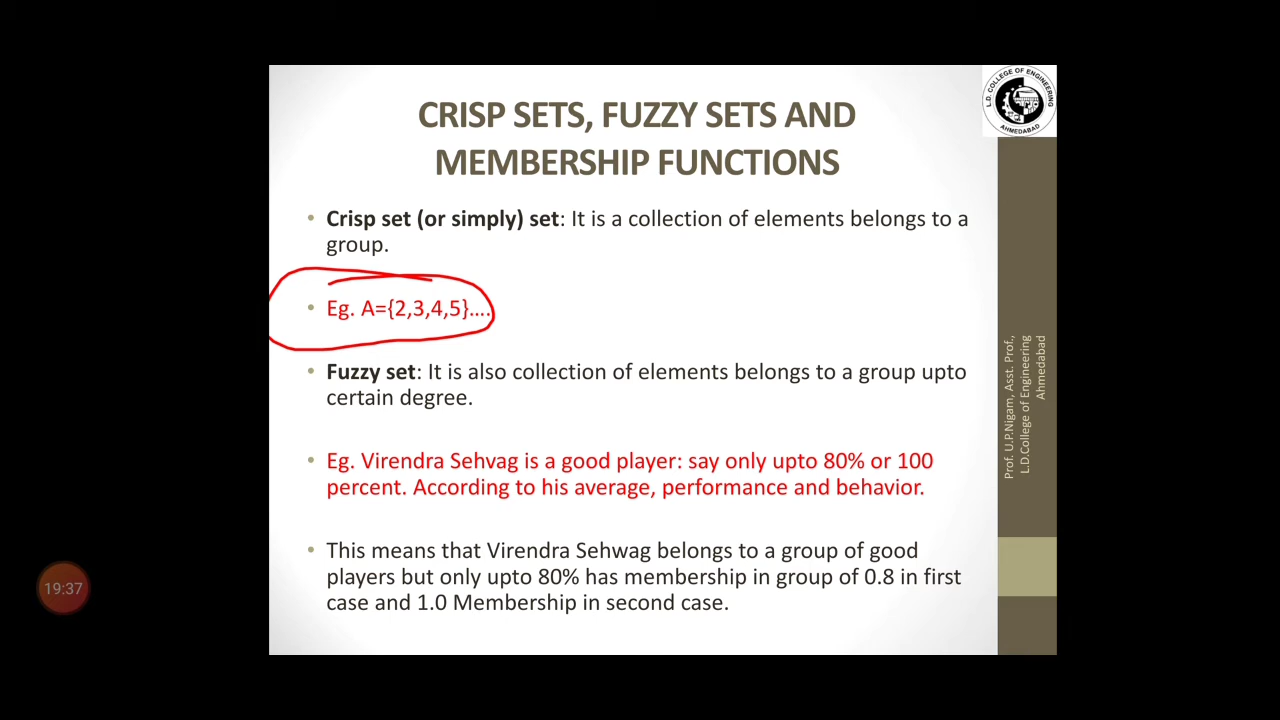 CRISP SETS, FUZZY SETS AND
MEMBERSHIP FUNCTIONS
L.D. COLLEGE OF ENGINEERING
AHMEDABAD
• Crisp set (or simply) set: It is a collection of elements belongs to a
group.
• Eg. A={2,3,4,5}....
• Fuzzy set: It is also collection of elements belongs to a group upto
certain degree.
• Eg. Virendra Sehvag is a good player: say only upto 80% or 100
percent. According to his average, performance and behavior.
• This means that Virendra Sehwag belongs to a group of good
players but only upto 80% has membership in group of 0.8 in first
case and 1.0 Membership in second case.
Prof. U.P.Nigam, Asst. Prof.,
L.D.College of Engineering
Ahmedabad
19:37